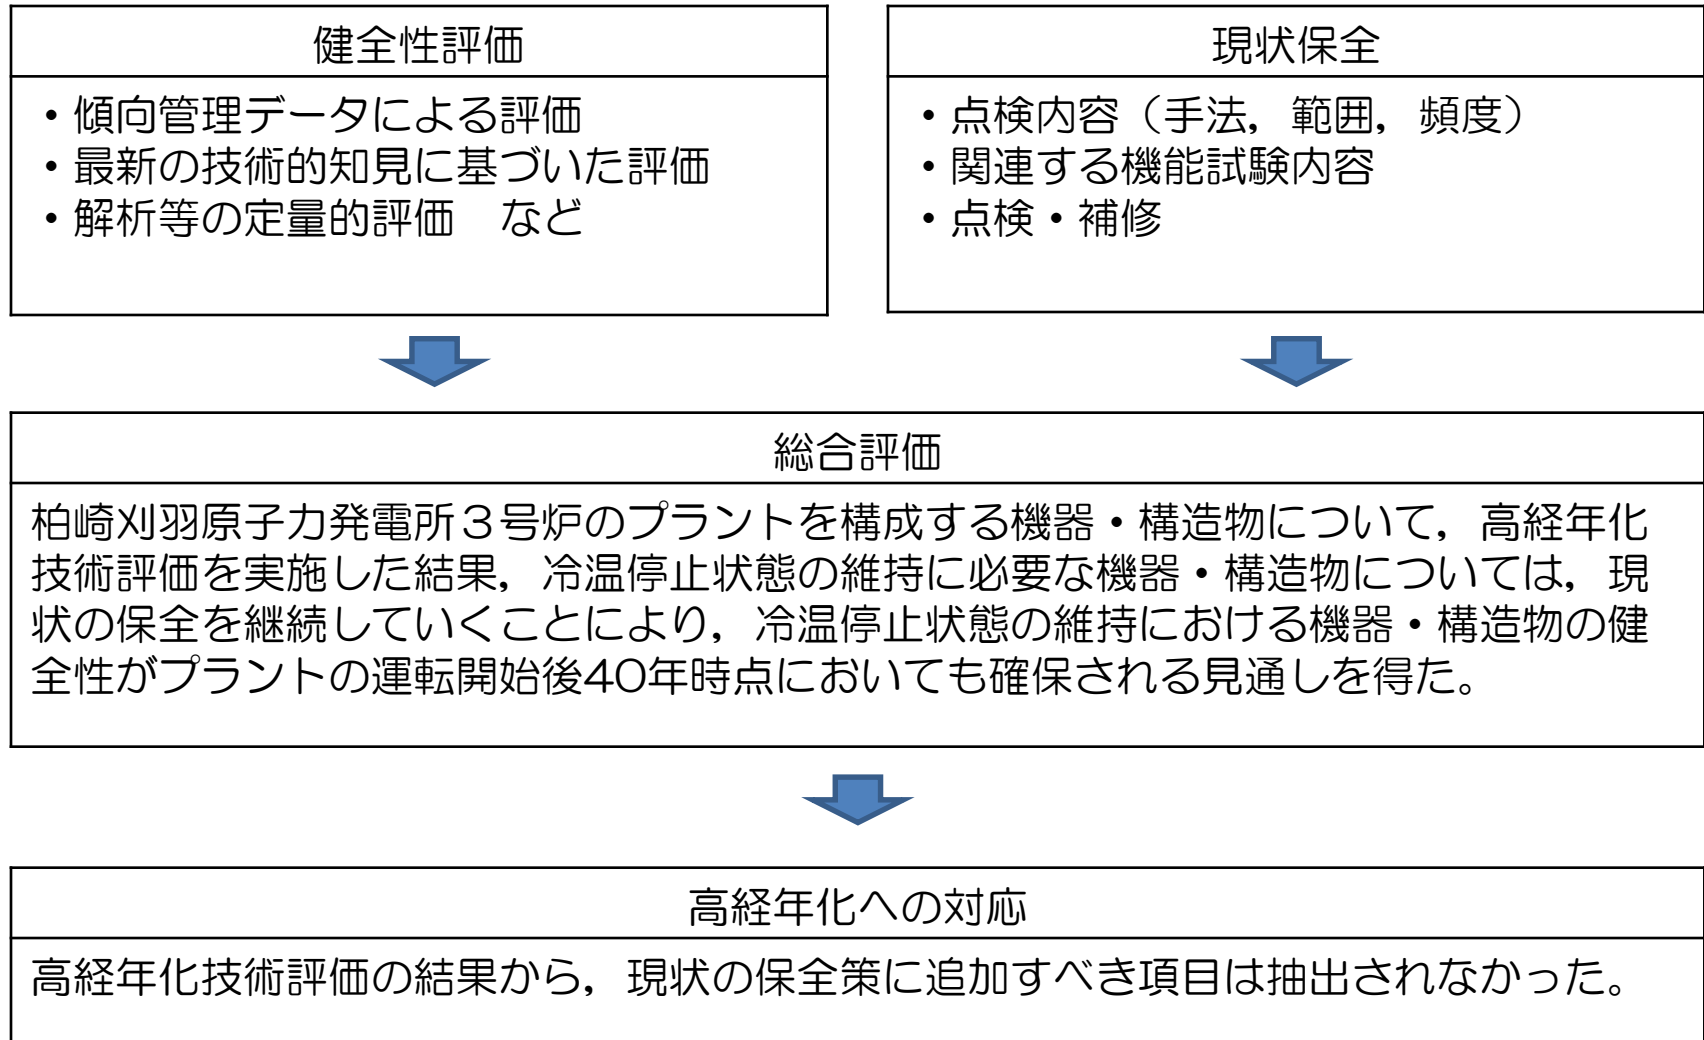 健全性評価
・傾向管理データによる評価
・最新の技術的知見に基づいた評価
・解析等の定量的評価　など
現状保全
・点検内容（手法，範囲，頻度）
・関連する機能試験内容
・点検・補修
総合評価
柏崎刈羽原子力発電所３号炉のプラントを構成する機器・構造物について，高経年化
技術評価を実施した結果，冷温停止状態の維持に必要な機器・構造物については，現
状の保全を継続していくことにより，冷温停止状態の維持における機器・構造物の健
全性がプラントの運転開始後40年時点においても確保される見通しを得た。
高経年化への対応
高経年化技術評価の結果から，現状の保全策に追加すべき項目は抽出されなかった。